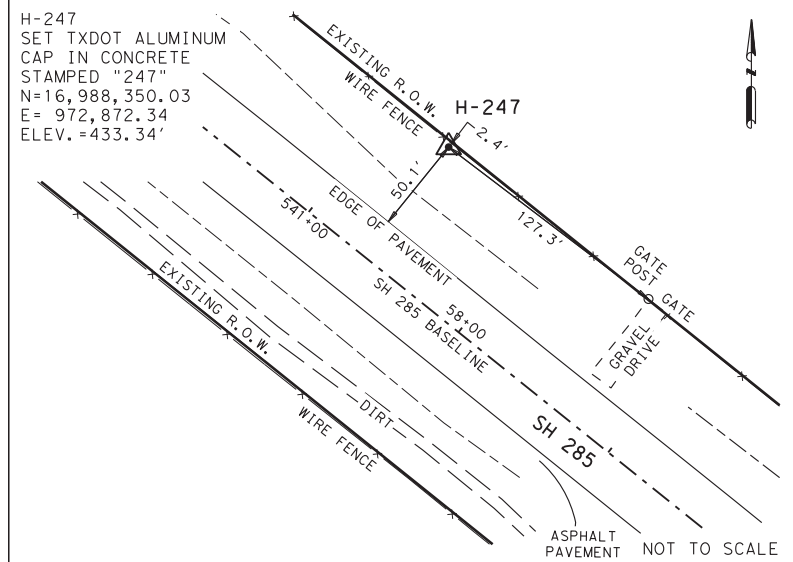 H-247
SET TXDOT ALUMINUM
CAP IN CONCRETE
STAMPED "247"
N=16,988,350.03
E= 972,872.34
ELEV.=433.34'
N
EXISTING R.O.W.
WIRE FENCE
H-247
2.4'
50.1'
127.3'
EDGE OF PAVEMENT
541+00
SH 285 BASELINE
58+00
GATE
POST
GATE
GRAVEL
DRIVE
EXISTING R.O.W.
DIRT
WIRE FENCE
SH 285
ASPHALT
PAVEMENT
NOT TO SCALE